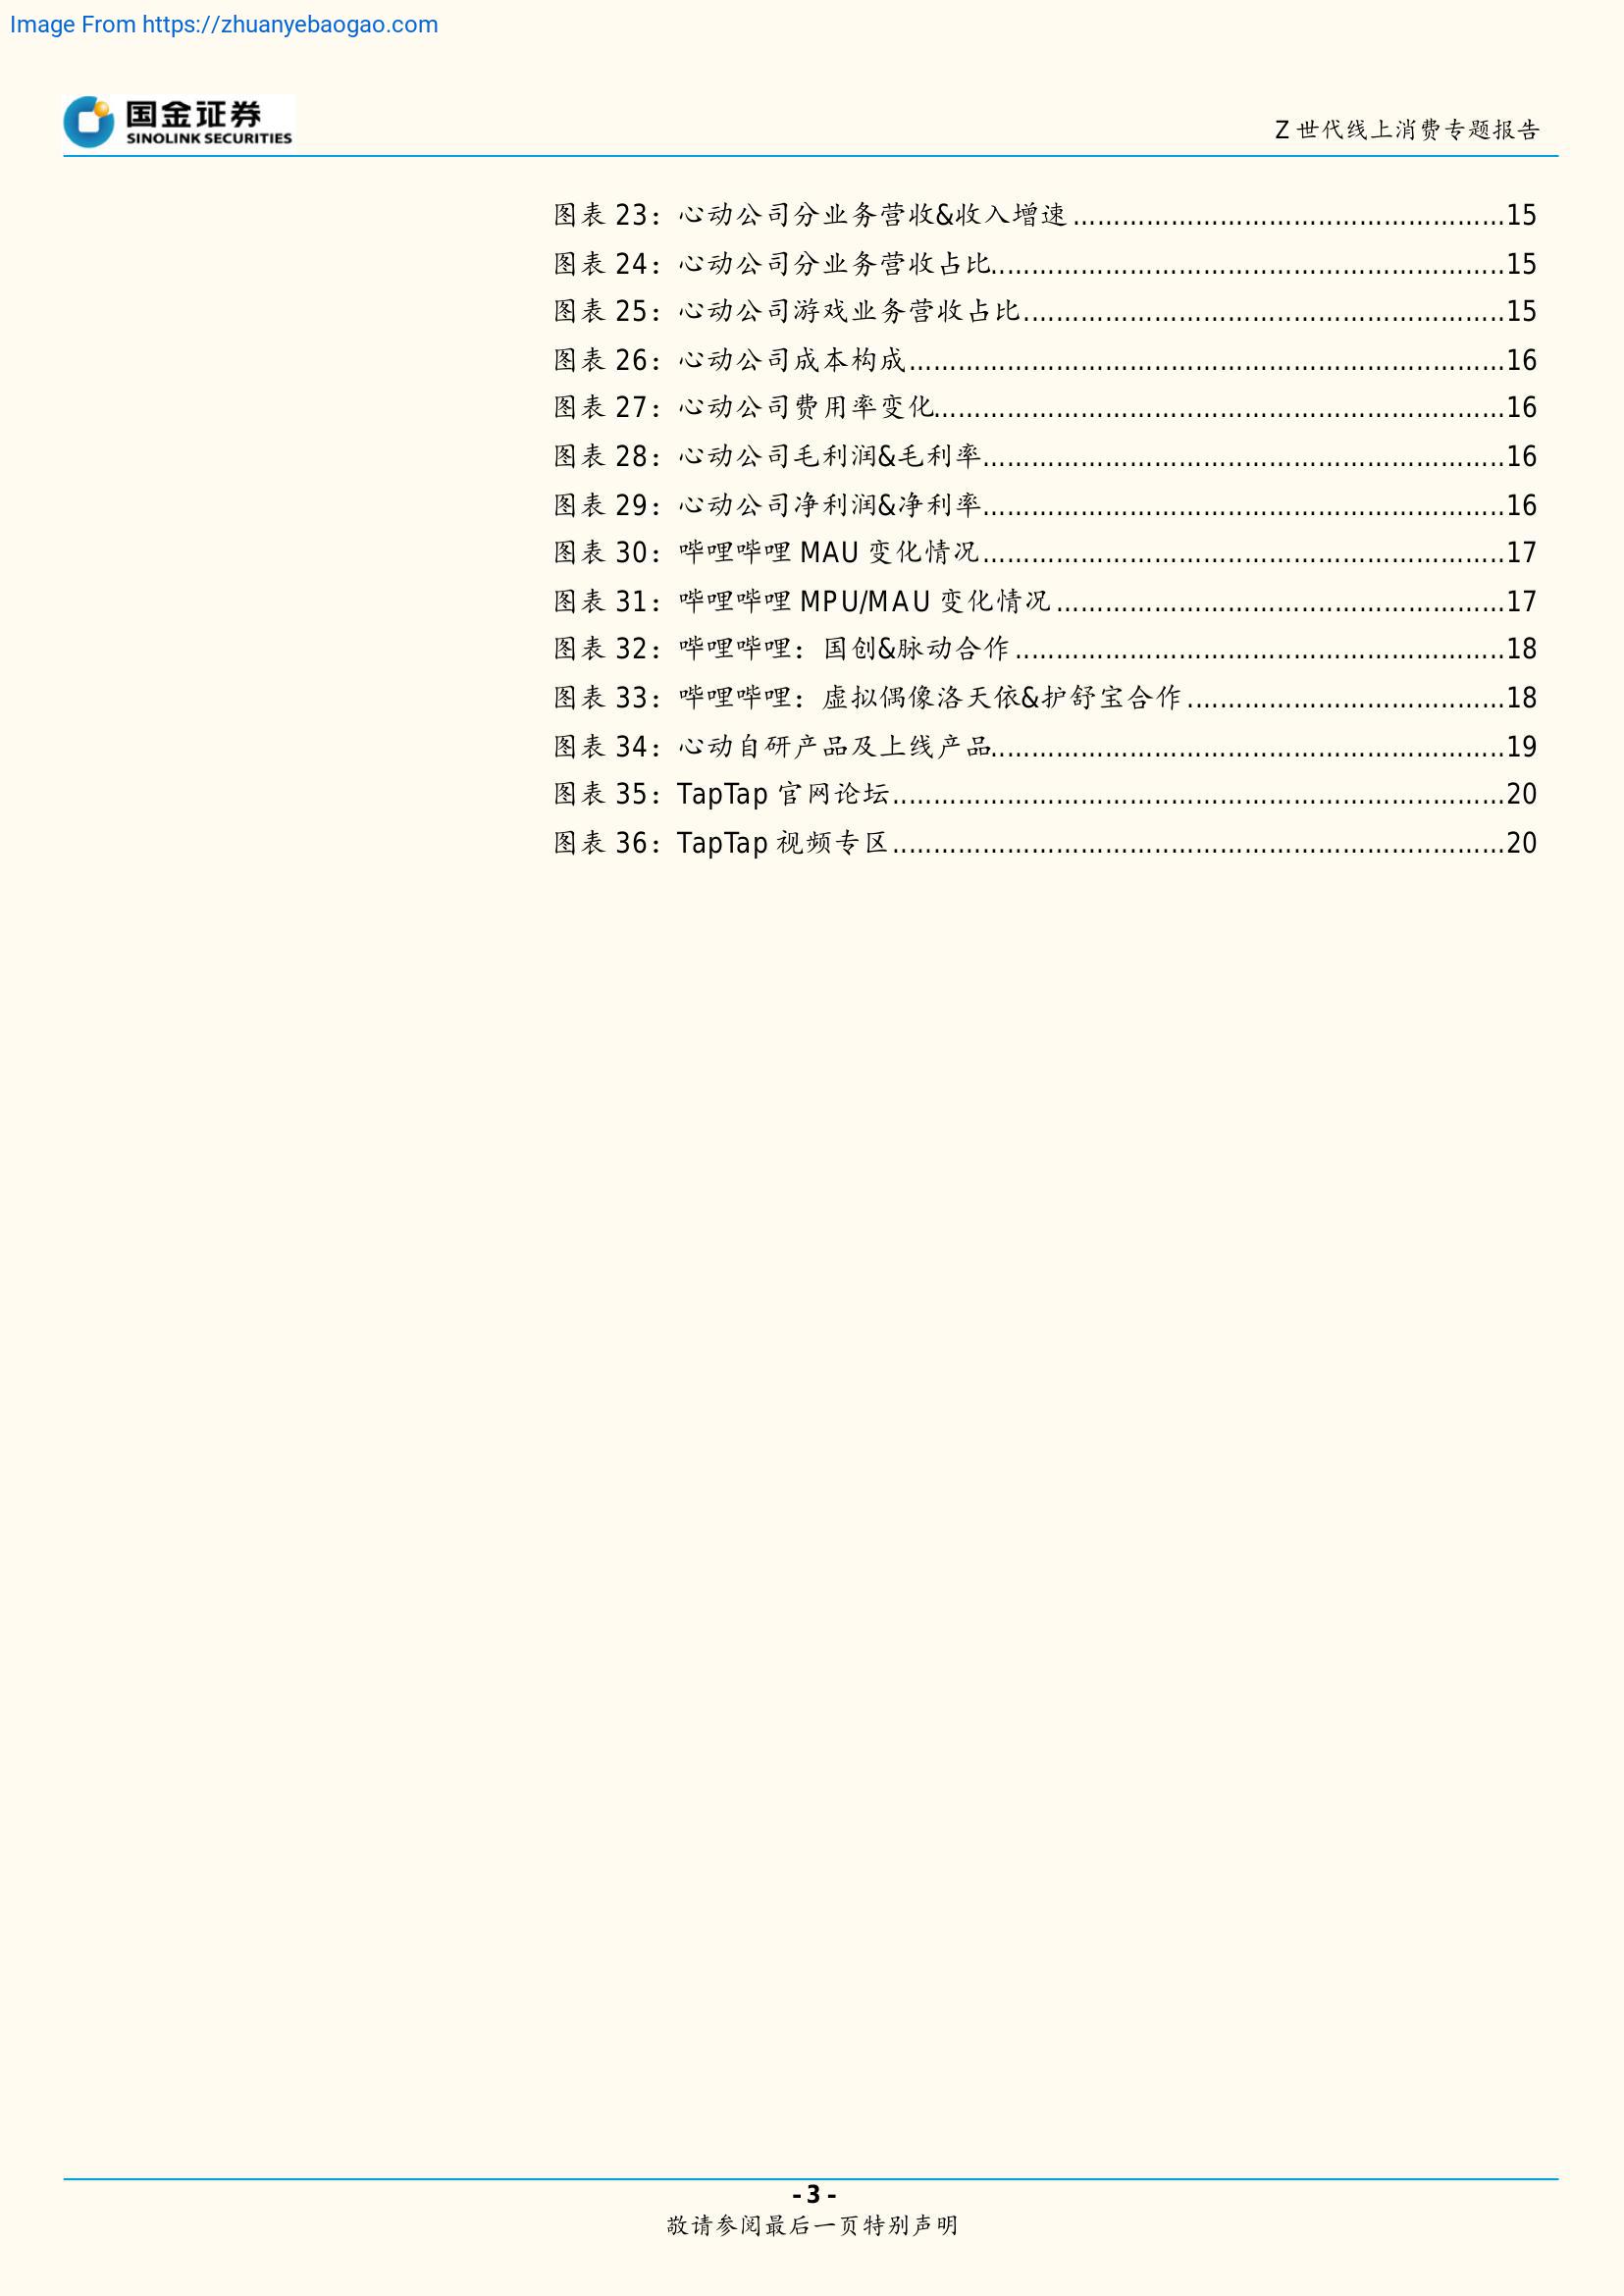 Image From https://zhuanyebaogao.com
国金证券
SINOLINK SECURITIES
Z 世代线上消费专题报告
图表 23：心动公司分业务营收&收入增速...................................................15
图表 24：心动公司分业务营收占比.............................................................15
图表 25：心动公司游戏业务营收占比.........................................................15
图表 26：心动公司成本构成.......................................................................16
图表 27：心动公司费用率变化....................................................................16
图表 28：心动公司毛利润&毛利率..............................................................16
图表 29：心动公司净利润&净利率..............................................................16
图表 30：哔哩哔哩 MAU 变化情况..............................................................17
图表 31：哔哩哔哩 MPU/MAU 变化情况.....................................................17
图表 32：哔哩哔哩：国创&脉动合作..........................................................18
图表 33：哔哩哔哩：虚拟偶像洛天依&护舒宝合作......................................18
图表 34：心动自研产品及上线产品.............................................................19
图表 35：TapTap 官网论坛.........................................................................20
图表 36：TapTap 视频专区.........................................................................20
- 3 -
敬请参阅最后一页特别声明